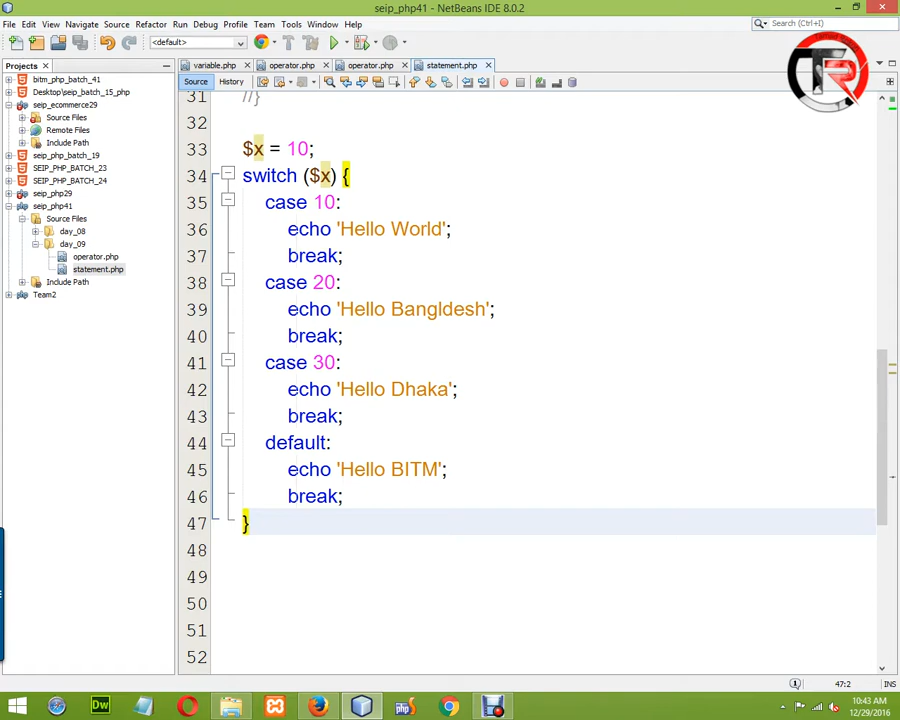 seip_php41 - NetBeans IDE 8.0.2
File Edit View Navigate Source Refactor Run Debug Profile Team Tools Window Help
Search (Ctrl+I)
<default>
Projects
variable.php operator.php operator.php statement.php
Source History
bitm_php_batch_41
Desktop\seip_batch_15_php
seip_ecommerce29
Source Files
Remote Files
Include Path
seip_php_batch_19
SEIP_PHP_BATCH_23
SEIP_PHP_BATCH_24
seip_php29
seip_php41
Source Files
day_08
day_09
operator.php
statement.php
Include Path
Team2
TR
31 //}
32
33 $x = 10;
34 switch ($x) {
35 case 10:
36 echo 'Hello World';
37 break;
38 case 20:
39 echo 'Hello Bangldesh';
40 break;
41 case 30:
42 echo 'Hello Dhaka';
43 break;
44 default:
45 echo 'Hello BITM';
46 break;
47 }
48
49
50
51
52
47:2 INS
Dw php
10:43 AM
12/29/2016